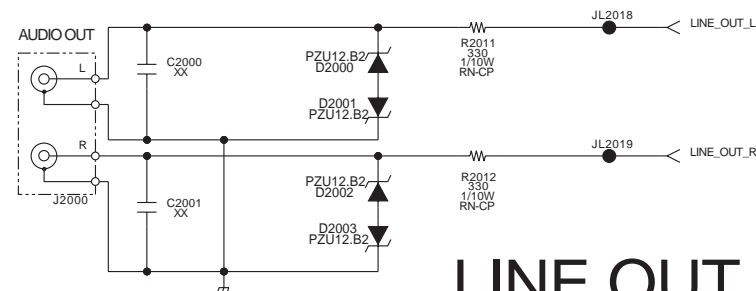 AUDIO OUT
L
R
J2000
C2000
XX
C2001
XX
PZU12.B2
D2000
D2001
PZU12.B2
PZU12.B2
D2002
D2003
PZU12.B2
R2011
330
1/10W
RN-CP
R2012
330
1/10W
RN-CP
JL2018
LINE_OUT_L
JL2019
LINE_OUT_R
LINE OUT